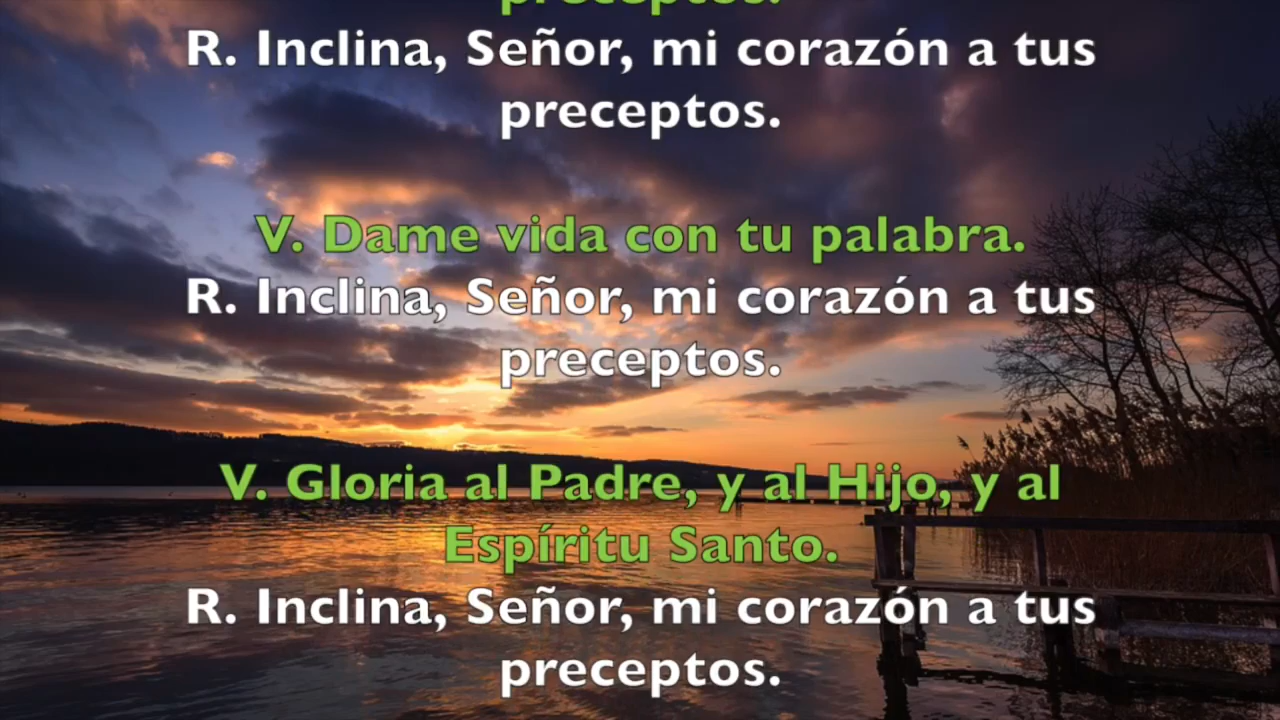 preceptos.
R. Inclina, Señor, mi corazón a tus
preceptos.
V. Dame vida con tu palabra.
R. Inclina, Señor, mi corazón a tus
preceptos.
V. Gloria al Padre, y al Hijo, y al
Espíritu Santo.
R. Inclina, Señor, mi corazón a tus
preceptos.